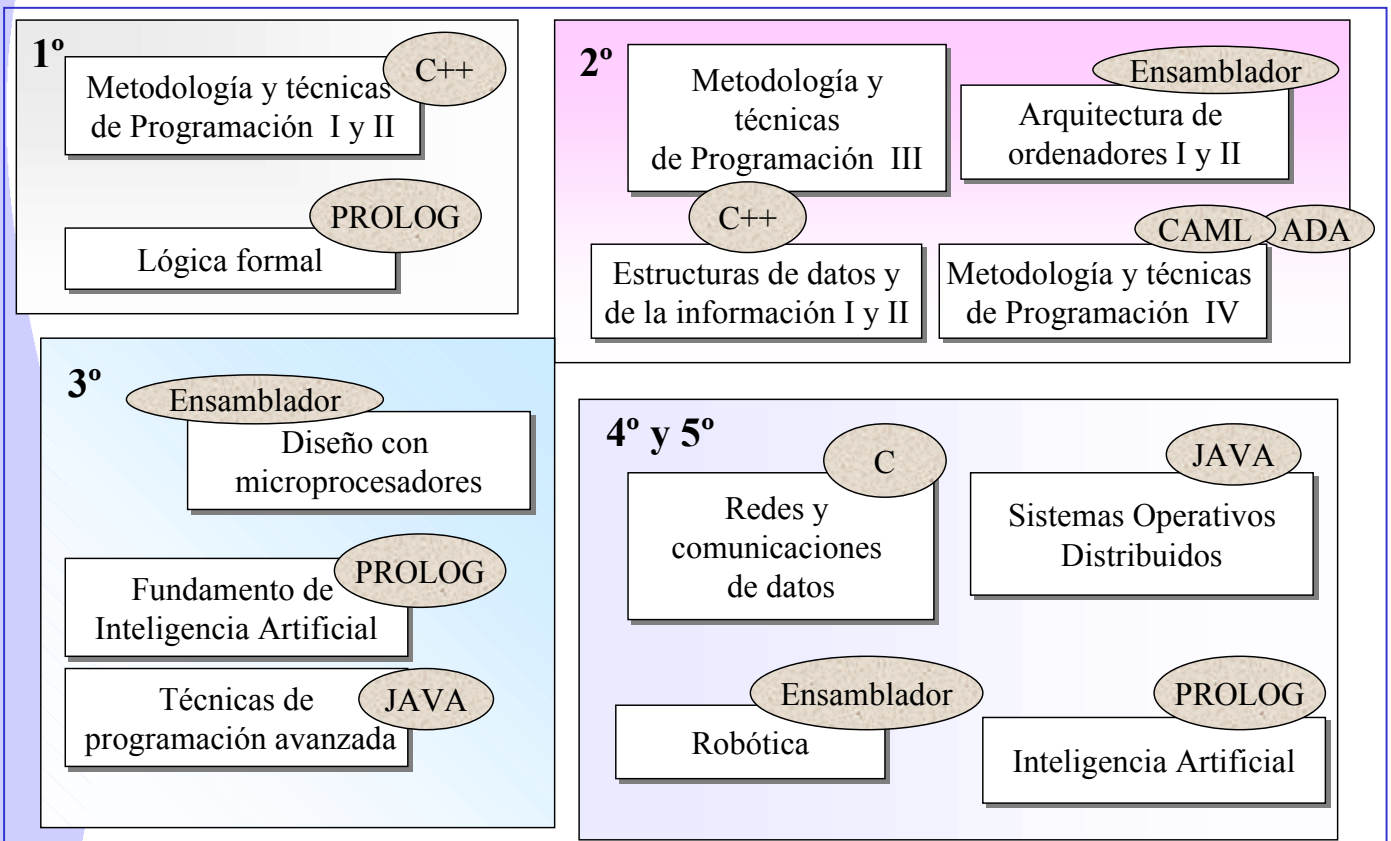 1º
C++
Metodología y técnicas
de Programación I y II
PROLOG
Lógica formal
2º
Metodología y
técnicas
de Programación III
Ensamblador
Arquitectura de
ordenadores I y II
C++
Estructuras de datos y
de la información I y II
CAML
ADA
Metodología y técnicas
de Programación IV
3º
Ensamblador
Diseño con
microprocesadores
PROLOG
Fundamento de
Inteligencia Artificial
Técnicas de
programación avanzada
JAVA
4º y 5º
C
Redes y
comunicaciones
de datos
JAVA
Sistemas Operativos
Distribuidos
Ensamblador
Robótica
PROLOG
Inteligencia Artificial